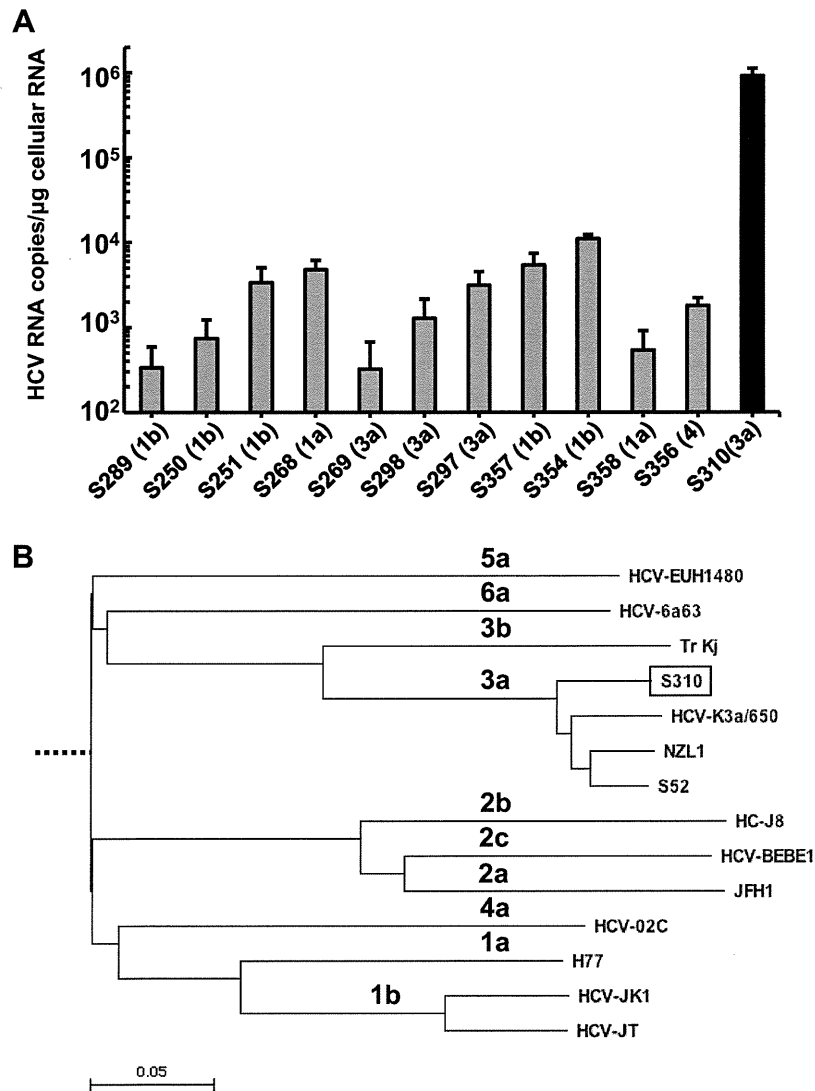 A
HCV RNA copies/µg cellular RNA
10⁶
10⁵
10⁴
10³
10²
S289 (1b)
S250 (1b)
S251 (1b)
S268 (1a)
S269 (3a)
S298 (3a)
S297 (3a)
S357 (1b)
S354 (1b)
S358 (1a)
S356 (4)
S310(3a)
B
5a
HCV-EUH1480
6a
HCV-6a63
3b
Tr Kj
3a
S310
HCV-K3a/650
NZL1
S52
2b
HC-J8
2c
HCV-BEBE1
2a
JFH1
4a
HCV-02C
1a
H77
1b
HCV-JK1
HCV-JT
0.05